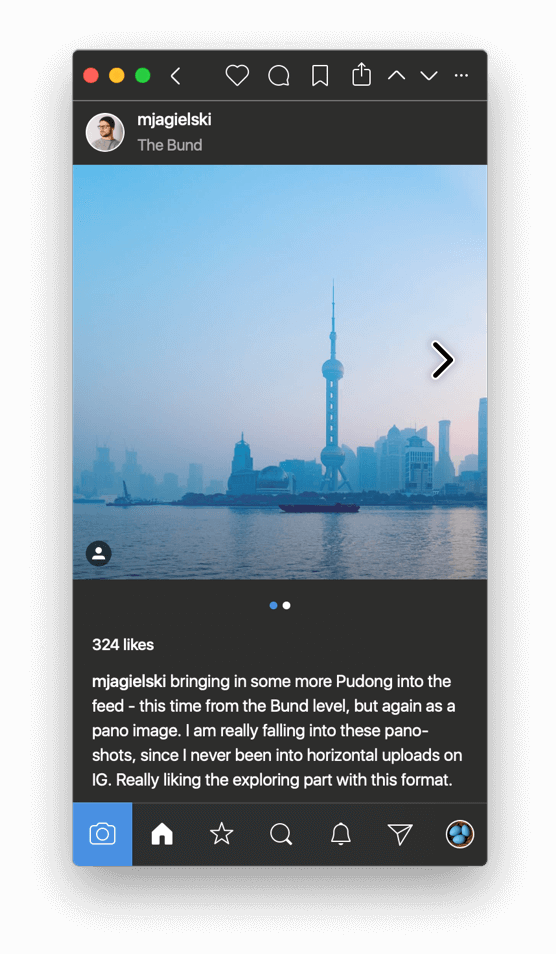 mjagielski
The Bund
324 likes
mjagielski bringing in some more Pudong into the
feed - this time from the Bund level, but again as a
pano image. I am really falling into these pano-
shots, since I never been into horizontal uploads on
IG. Really liking the exploring part with this format.